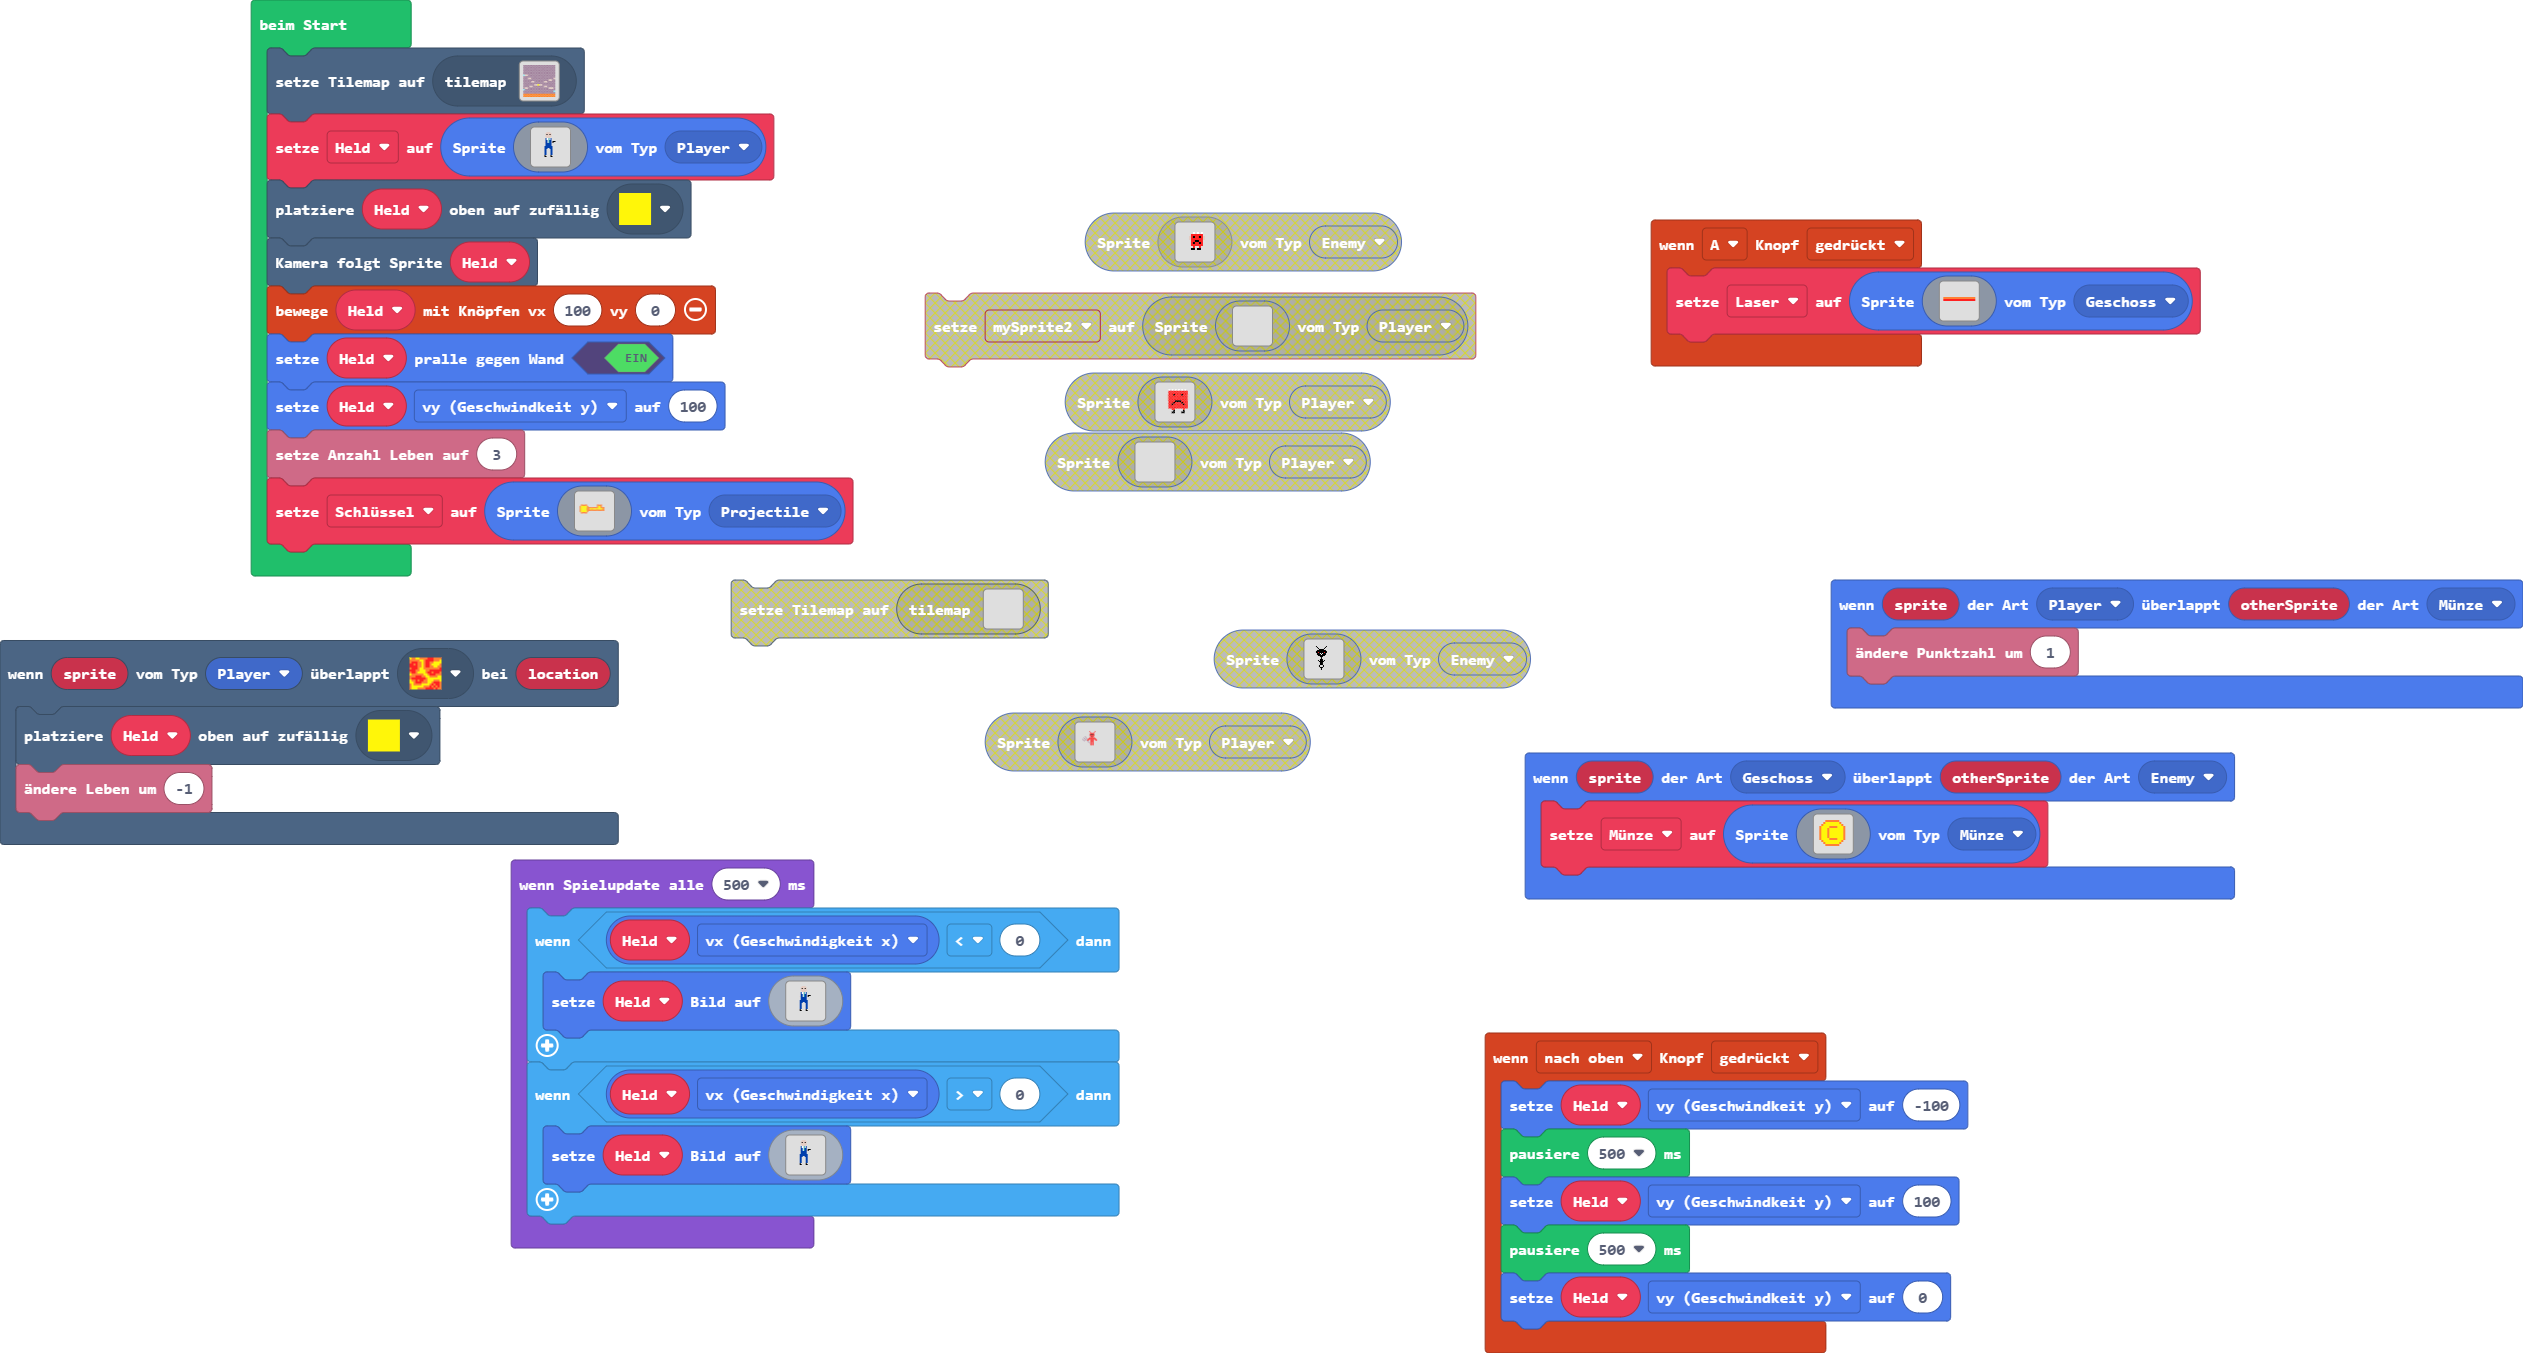 beim Start
setze Tilemap auf tilemap
setze Held auf Sprite vom Typ Player
platziere Held oben auf zufällig
Kamera folgt Sprite Held
bewege Held mit Knöpfen vx 100 vy 0
setze Held pralle gegen Wand EIN
setze Held vy (Geschwindkeit y) auf 100
setze Anzahl Leben auf 3
setze Schlüssel auf Sprite vom Typ Projectile
Sprite vom Typ Enemy
setze mySprite2 auf Sprite vom Typ Player
Sprite vom Typ Player
Sprite vom Typ Player
wenn A Knopf gedrückt
setze Laser auf Sprite vom Typ Geschoss
setze Tilemap auf tilemap
Sprite vom Typ Enemy
Sprite vom Typ Player
wenn sprite der Art Player überlappt otherSprite der Art Münze
ändere Punktzahl um 1
wenn sprite vom Typ Player überlappt bei location
platziere Held oben auf zufällig
ändere Leben um -1
wenn sprite der Art Geschoss überlappt otherSprite der Art Enemy
setze Münze auf Sprite C vom Typ Münze
wenn Spielupdate alle 500 ms
wenn Held vx (Geschwindigkeit x) < 0 dann
setze Held Bild auf
wenn Held vx (Geschwindigkeit x) > 0 dann
setze Held Bild auf
wenn nach oben Knopf gedrückt
setze Held vy (Geschwindkeit y) auf -100
pausiere 500 ms
setze Held vy (Geschwindkeit y) auf 100
pausiere 500 ms
setze Held vy (Geschwindkeit y) auf 0